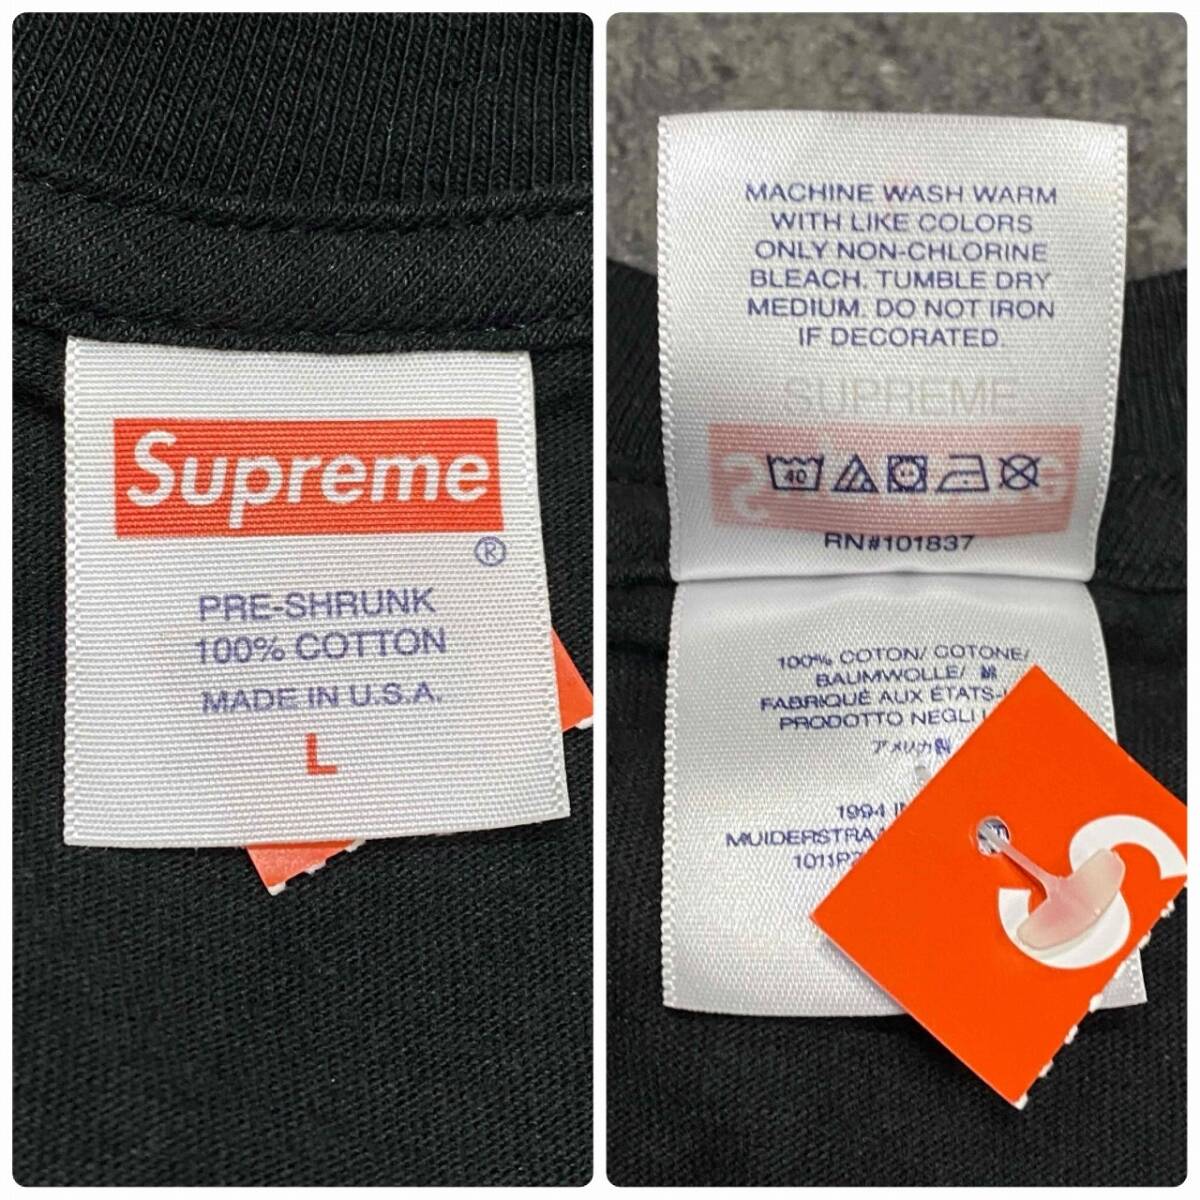 Supreme
®
PRE-SHRUNK
100% COTTON
MADE IN U.S.A.
L
MACHINE WASH WARM
WITH LIKE COLORS
ONLY NON-CHLORINE
BLEACH. TUMBLE DRY
MEDIUM. DO NOT IRON
IF DECORATED
SUPREME
40
RN#101837
100% COTON/ COTONE/
BAUMWOLLE/ 綿
FABRIQUÉ AUX ÉTATS-
PRODOTTO NEGLI
アメリカ製
1994